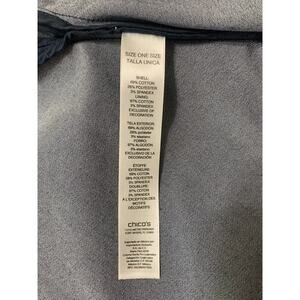 SIZE ONE SIZE
TALLA UNICA
SHELL:
69% COTTON
28% POLYESTER
3% SPANDEX
LINING:
97% COTTON
3% SPANDEX
EXCLUSIVE OF
DECORATION
TELA EXTERIOR:
69% ALGODÓN
28% poliéster
3% elastano
FORRO:
97% ALGODÓN
3% elastano
EXCLUSIVO DE LA
DECORACIÓN
ÉTOFFE
EXTÉRIEURE:
69% COTON
28% POLYESTER
3% SPANDEX
DOUBLURE:
97% COTON
3% SPANDEX
À L'EXCEPTION DES
MOTIFS
DÉCORATIFS
chico's